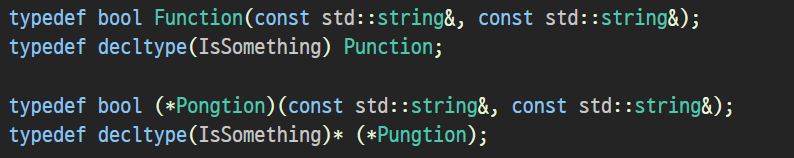 typedef bool Function(const std::string&, const std::string&);
typedef decltype(IsSomething) Punction;
typedef bool (*Pongtion)(const std::string&, const std::string&);
typedef decltype(IsSomething)* (*Pungtion);